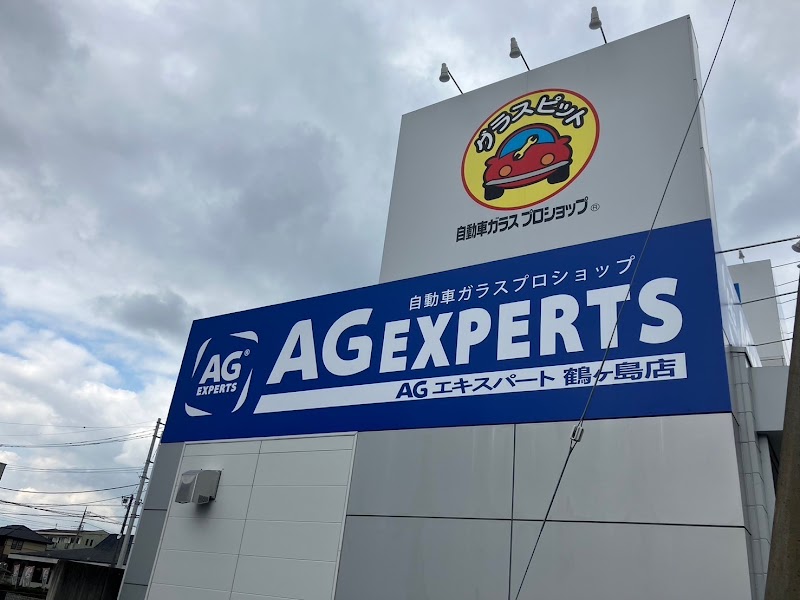 グラスピット
自動車ガラス プロショップ®
自動車ガラスプロショップ
AG EXPERTS
AG®
EXPERTS
AG エキスパート 鶴ヶ島店